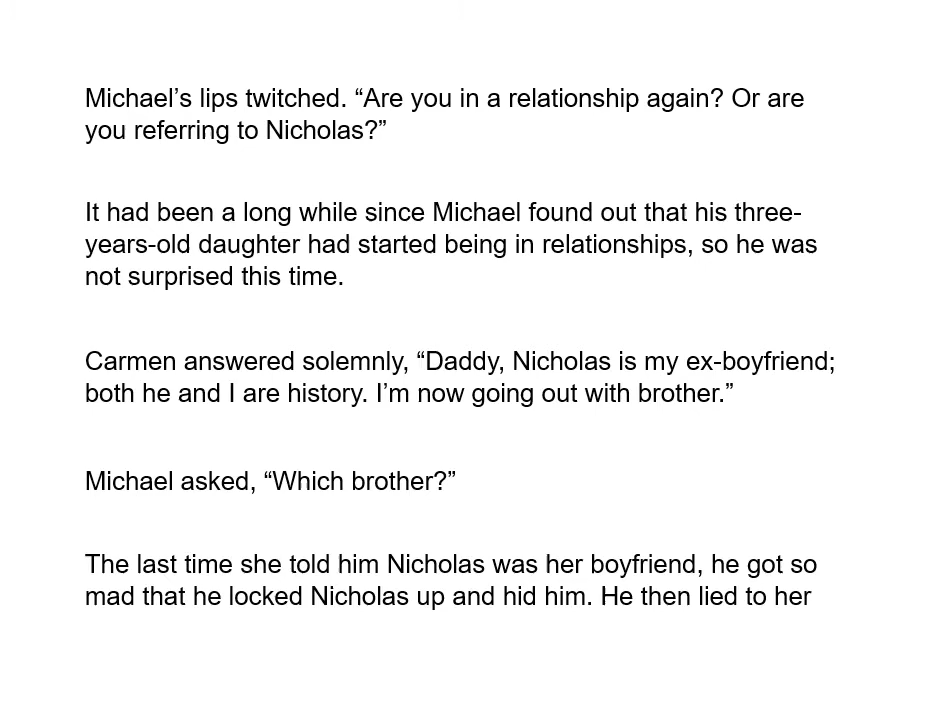 Michael’s lips twitched. “Are you in a relationship again? Or are
you referring to Nicholas?”
It had been a long while since Michael found out that his three-
years-old daughter had started being in relationships, so he was
not surprised this time.
Carmen answered solemnly, “Daddy, Nicholas is my ex-boyfriend;
both he and I are history. I’m now going out with brother.”
Michael asked, “Which brother?”
The last time she told him Nicholas was her boyfriend, he got so
mad that he locked Nicholas up and hid him. He then lied to her